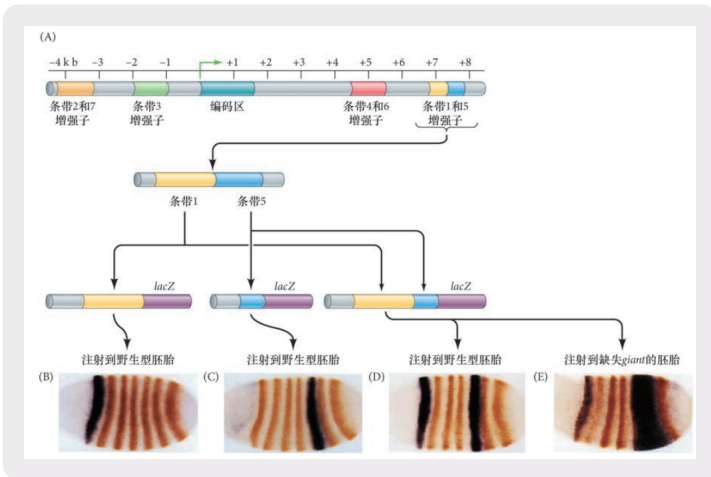 (A)
–4 k b –3 –2 –1 +1 +2 +3 +4 +5 +6 +7 +8
条带2和7 条带3 编码区 条带4和6 条带1和5
增强子 增强子 增强子 增强子
条带1 条带5
lacZ lacZ lacZ
注射到野生型胚胎 注射到野生型胚胎 注射到野生型胚胎 注射到缺失giant的胚胎
(B) (C) (D) (E)